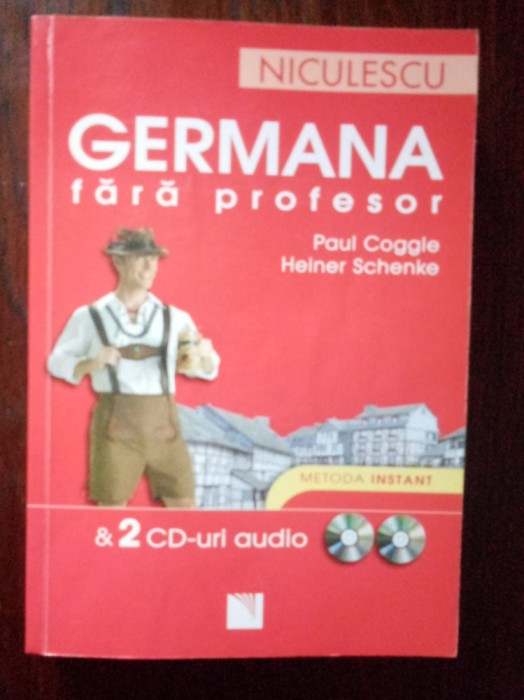 NICULESCU
GERMANA
fără profesor
Paul Coggle
Heiner Schenke
METODA INSTANT
& 2 CD-uri audio